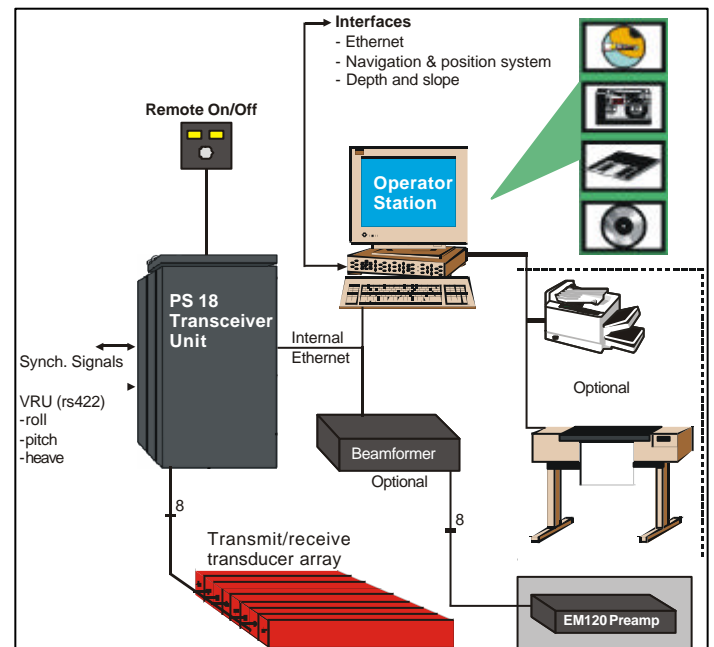 Interfaces
- Ethernet
- Navigation & position system
- Depth and slope
Remote On/Off
Operator
Station
PS 18
Transceiver
Unit
Internal
Ethernet
Synch. Signals
VRU (rs422)
-roll
-pitch
-heave
Optional
Beamformer
Optional
8
8
Transmit/receive
transducer array
EM120 Preamp